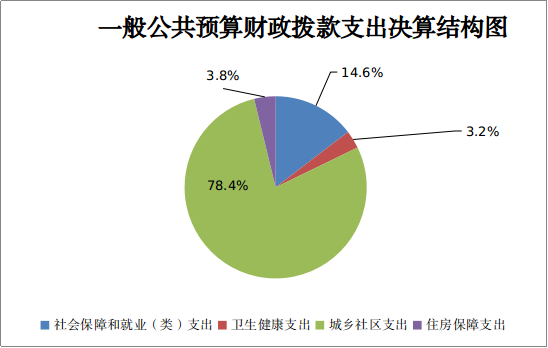 一般公共预算财政拨款支出决算结构图
3.8%
14.6%
3.2%
78.4%
社会保障和就业（类）支出 卫生健康支出 城乡社区支出 住房保障支出